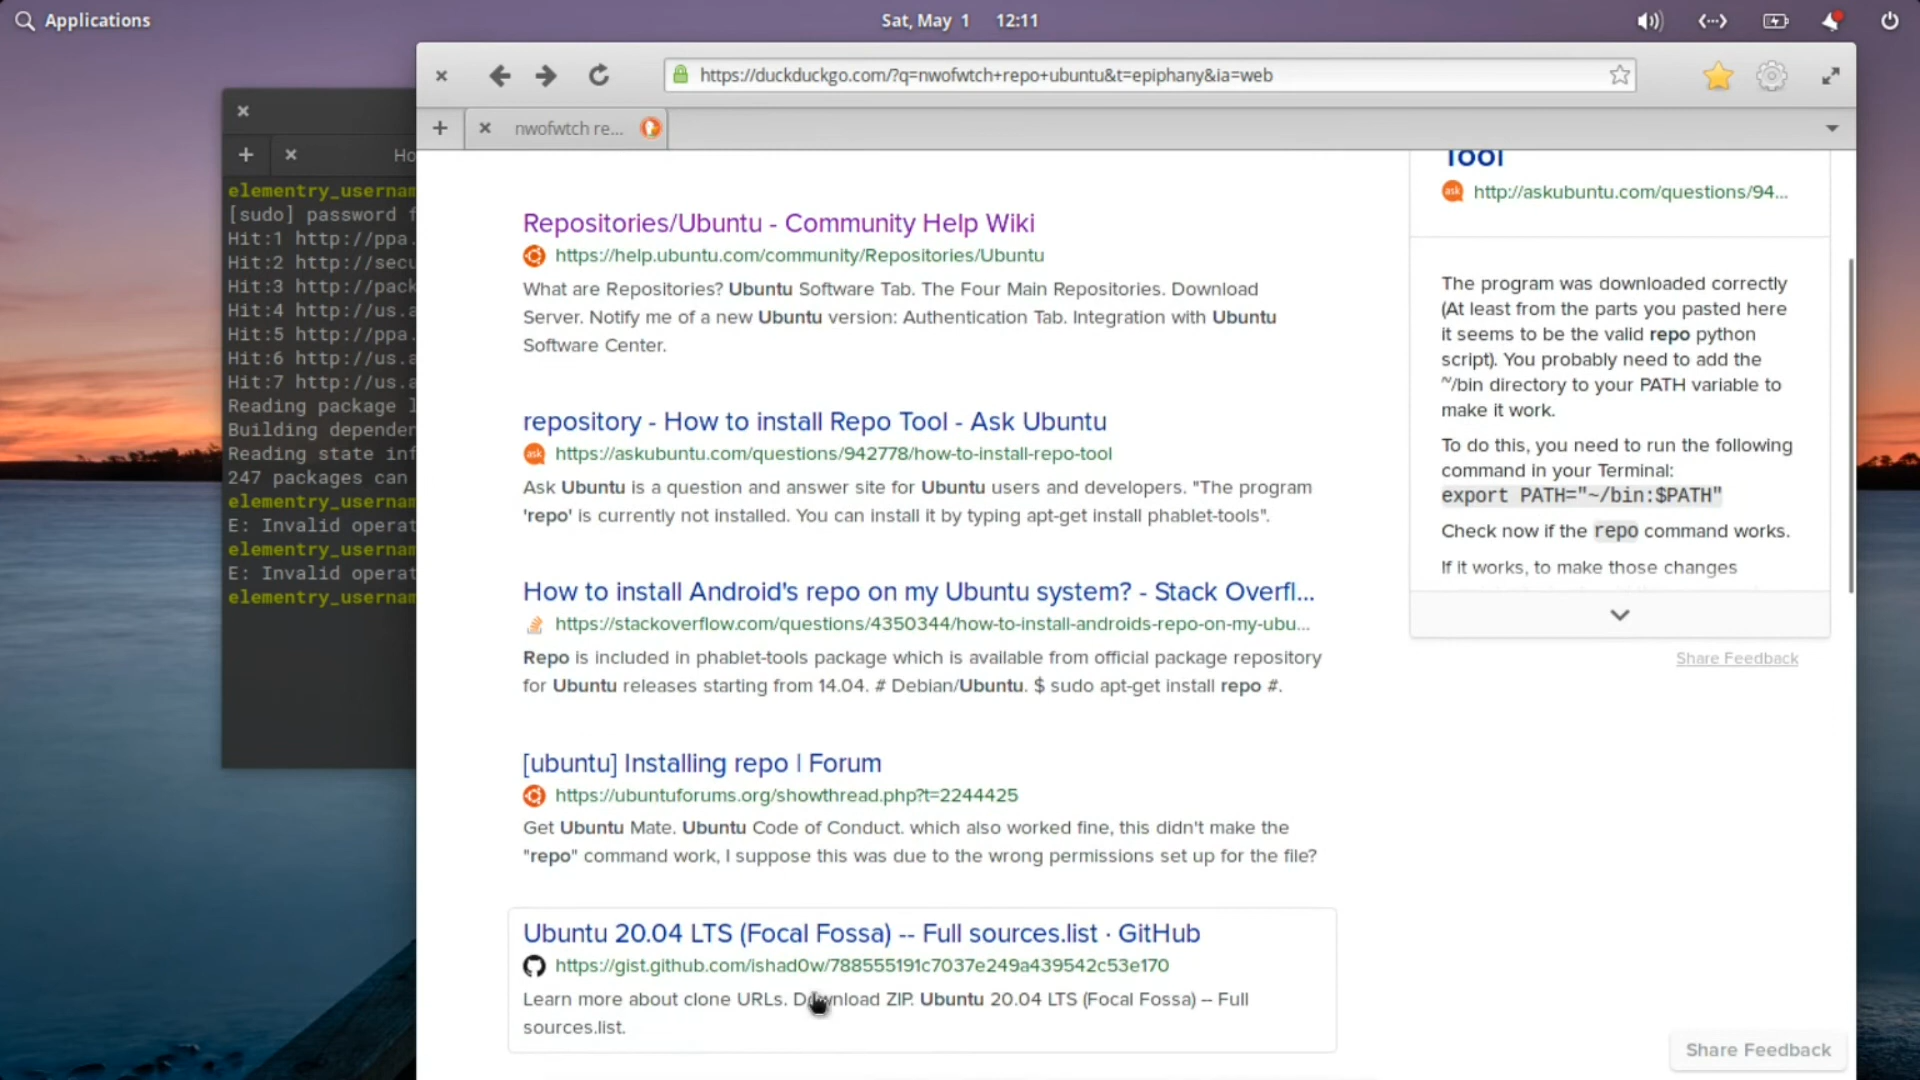 Applications
Sat, May 1 12:11
https://duckduckgo.com/?q=nwofwtch+repo+ubuntu&t=epiphany&ia=web
nwofwtch re...
Ho
elementry_usernam
[sudo] password f
Hit:1 http://ppa.
Hit:2 http://secu
Hit:3 http://pack
Hit:4 http://us.a
Hit:5 http://ppa.
Hit:6 http://us.a
Hit:7 http://us.a
Reading package l
Building depender
Reading state inf
247 packages can
elementry_usernam
E: Invalid operat
elementry_usernam
E: Invalid operat
elementry_usernam
Repositories/Ubuntu - Community Help Wiki
https://help.ubuntu.com/community/Repositories/Ubuntu
What are Repositories? Ubuntu Software Tab. The Four Main Repositories. Download
Server. Notify me of a new Ubuntu version: Authentication Tab. Integration with Ubuntu
Software Center.
repository - How to install Repo Tool - Ask Ubuntu
ask https://askubuntu.com/questions/942778/how-to-install-repo-tool
Ask Ubuntu is a question and answer site for Ubuntu users and developers. "The program
'repo' is currently not installed. You can install it by typing apt-get install phablet-tools".
How to install Android's repo on my Ubuntu system? - Stack Overfl...
https://stackoverflow.com/questions/4350344/how-to-install-androids-repo-on-my-ubu...
Repo is included in phablet-tools package which is available from official package repository
for Ubuntu releases starting from 14.04. # Debian/Ubuntu. $ sudo apt-get install repo #.
[ubuntu] Installing repo | Forum
https://ubuntuforums.org/showthread.php?t=2244425
Get Ubuntu Mate. Ubuntu Code of Conduct. which also worked fine, this didn't make the
"repo" command work, I suppose this was due to the wrong permissions set up for the file?
Ubuntu 20.04 LTS (Focal Fossa) -- Full sources.list · GitHub
https://gist.github.com/ishad0w/788555191c7037e249a439542c53e170
Learn more about clone URLs. Download ZIP. Ubuntu 20.04 LTS (Focal Fossa) -- Full
sources.list.
Tool
ask http://askubuntu.com/questions/94...
The program was downloaded correctly
(At least from the parts you pasted here
it seems to be the valid repo python
script). You probably need to add the
~/bin directory to your PATH variable to
make it work.
To do this, you need to run the following
command in your Terminal:
export PATH="~/bin:$PATH"
Check now if the repo command works.
If it works, to make those changes
Share Feedback
Share Feedback